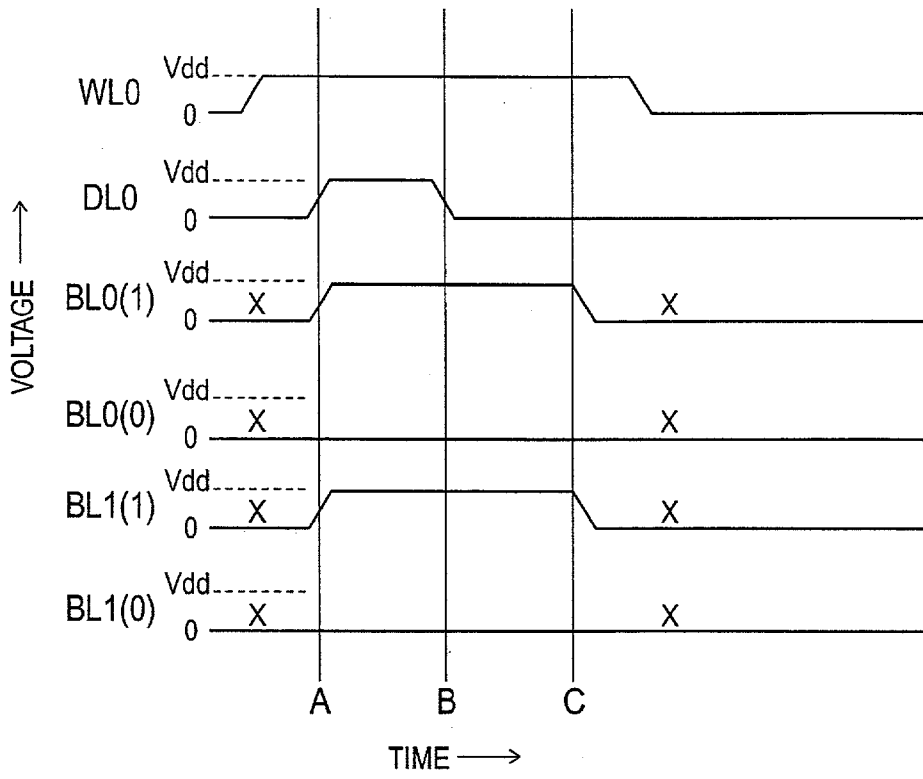 Vdd
WL0
0
Vdd
DL0
0
Vdd
BL0(1)
X
X
0
Vdd
BL0(0)
X
X
0
Vdd
BL1(1)
X
X
0
Vdd
BL1(0)
X
X
0
VOLTAGE
A
B
C
TIME